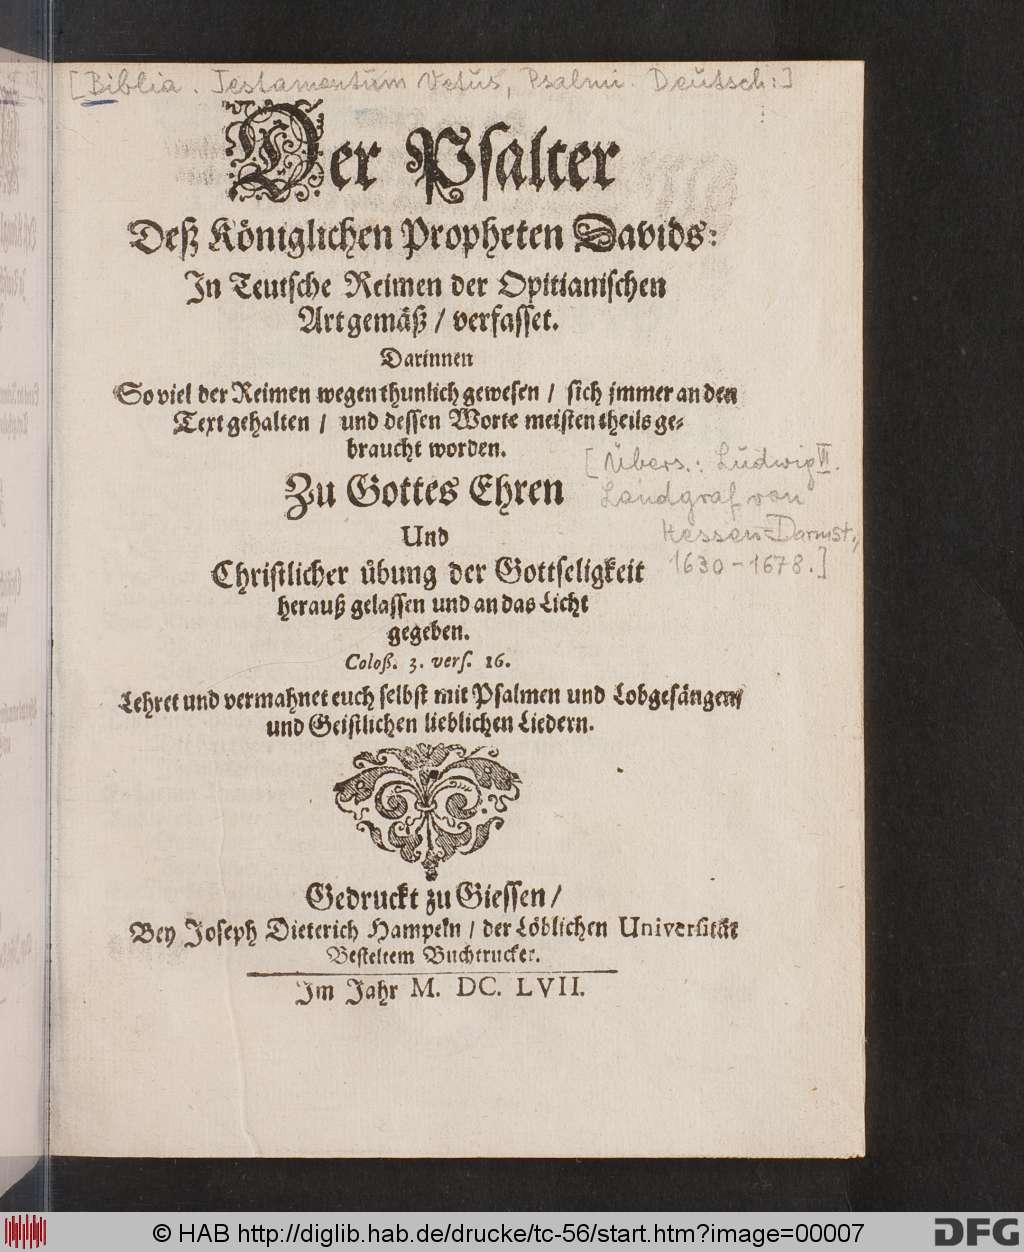 [Biblia. Testamentum Vetus, Psalmi. Deutsch:]
Der Psalter
Deß Königlichen Propheten Davids:
In Teutsche Reimen der Opitianischen
Art gemäß / verfasset.
Darinnen
So viel der Reimen wegen thunlich gewesen / sich jmmer an den
Text gehalten / und dessen Worte meisten theils ge-
braucht worden.
[Übers.: Ludwig VI.
Landgraf von
Hessen-Darmst.,
1630-1678.]
Zu Gottes Ehren
Und
Christlicher übung der Gottseligkeit
herauß gelassen und an das Licht
gegeben.
Coloß. 3. vers. 16.
Lehret und vermahnet euch selbst mit Psalmen und Lobgesängen/
und Geistlichen lieblichen Liedern.
Gedruckt zu Giessen /
Bey Joseph Dieterich Hampeln / der Löblichen Universität
Besteltem Buchtrucker.
Im Jahr M. DC. LVII.
© HAB http://diglib.hab.de/drucke/tc-56/start.htm?image=00007
DFG